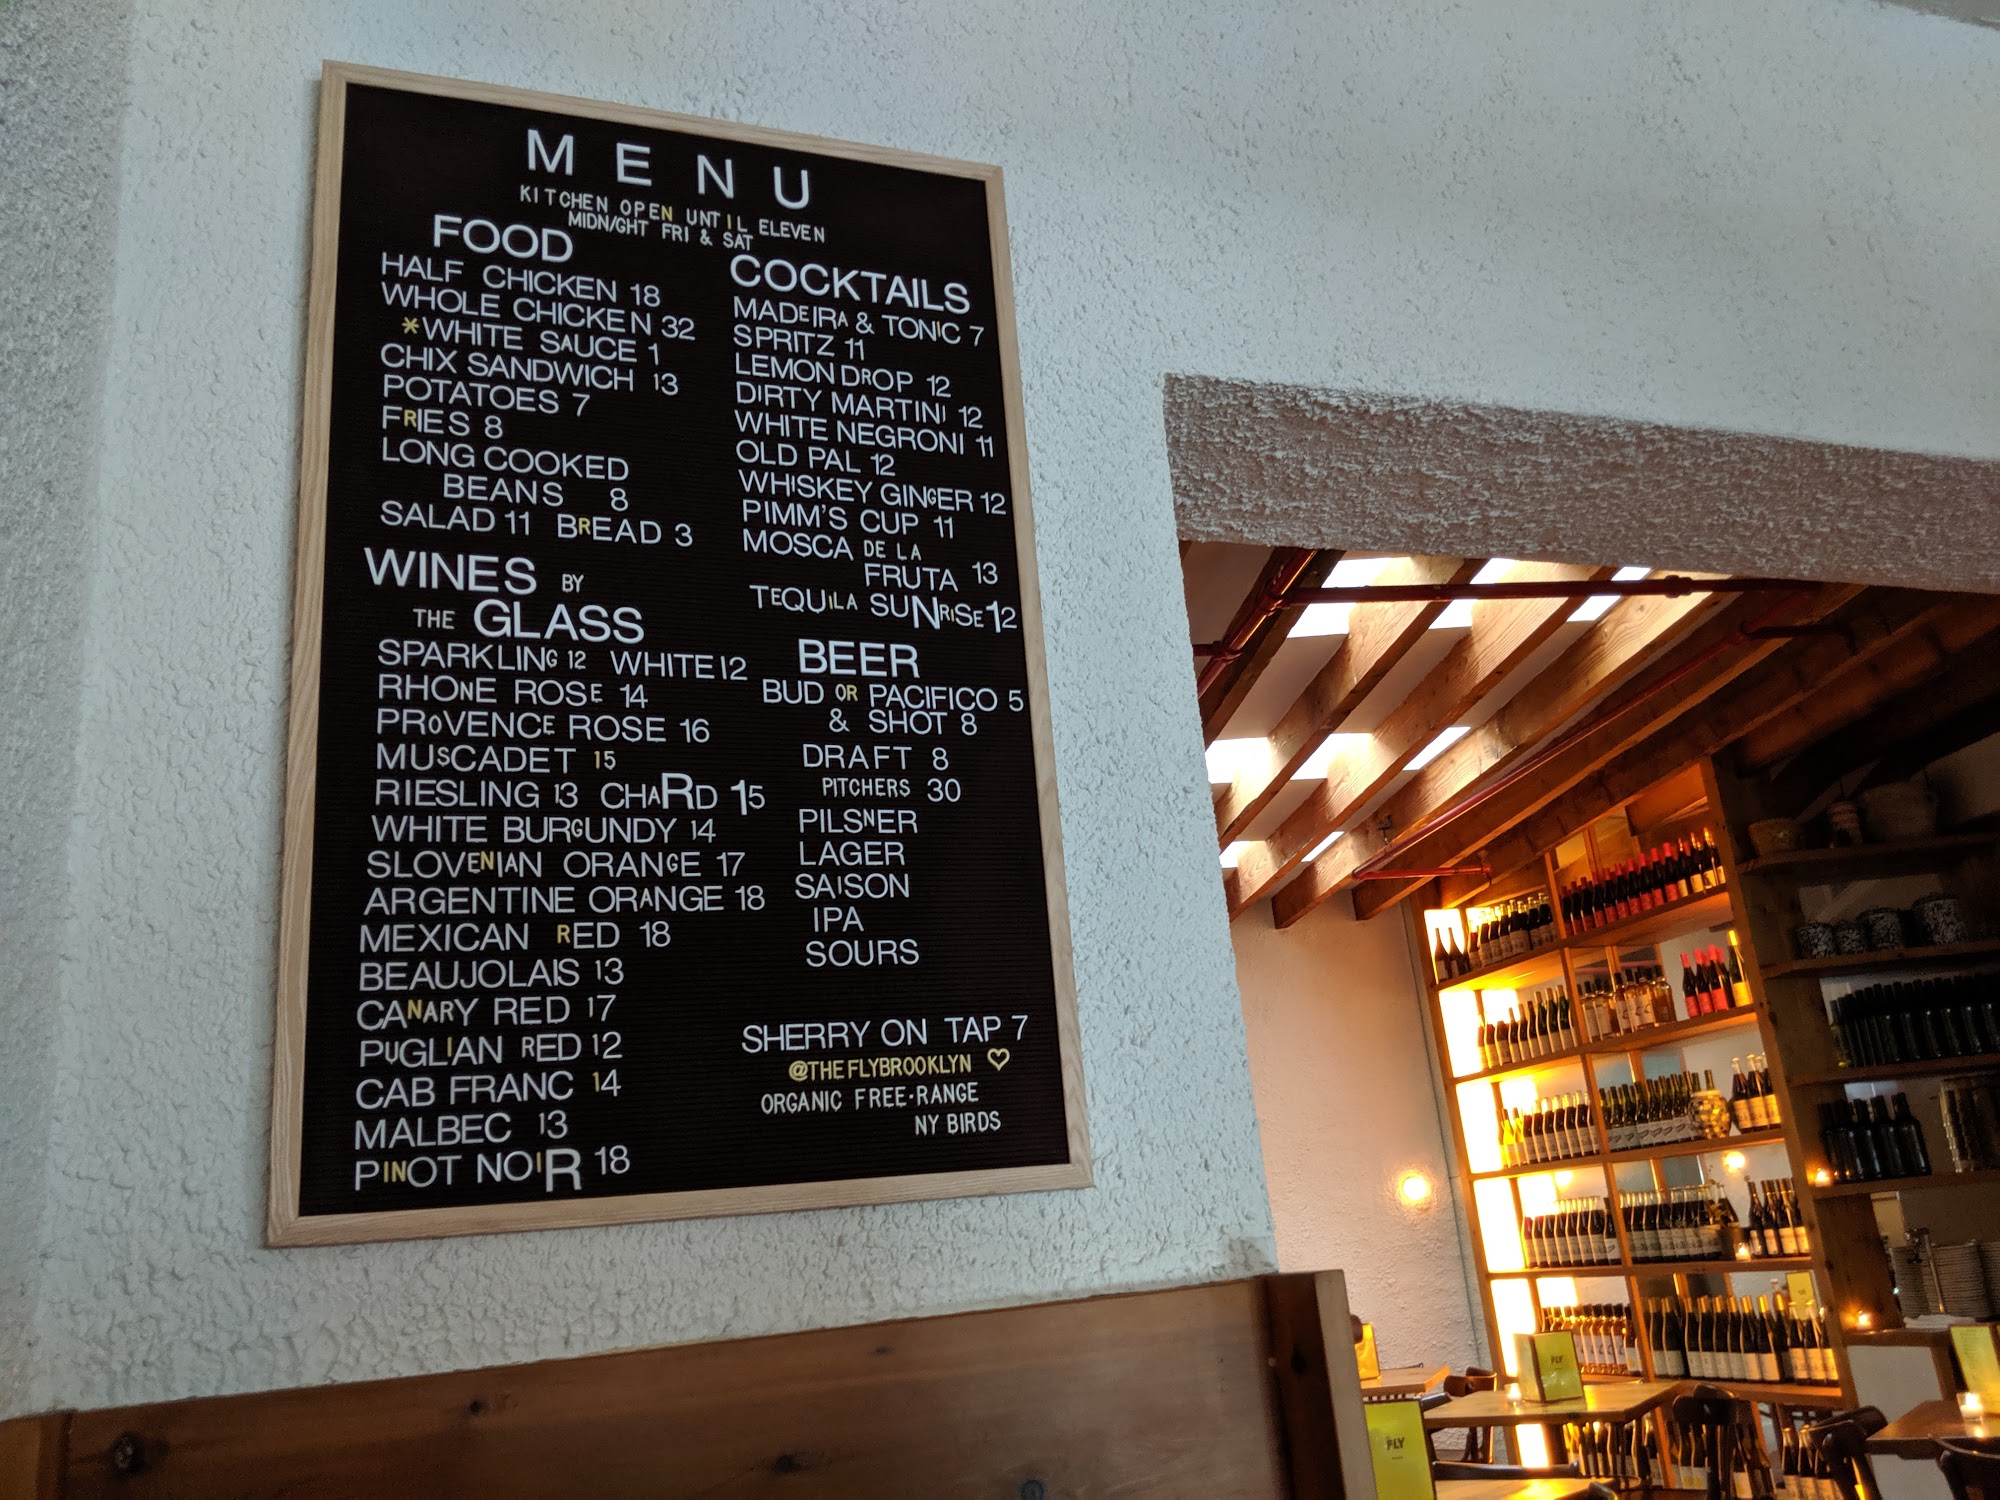 MENU
KITCHEN OPEN UNTIL ELEVEN
MIDNIGHT FRI & SAT
FOOD
HALF CHICKEN 18
WHOLE CHICKEN 32
*WHITE SAUCE 1
CHIX SANDWICH 13
POTATOES 7
FRIES 8
LONG COOKED
BEANS 8
SALAD 11 BREAD 3
WINES BY
THE GLASS
SPARKLING 12 WHITE 12
RHONE ROSE 14
PROVENCE ROSE 16
MUSCADET 15
RIESLING 13 CHARD 15
WHITE BURGUNDY 14
SLOVENIAN ORANGE 17
ARGENTINE ORANGE 18
MEXICAN RED 18
BEAUJOLAIS 13
CANARY RED 17
PUGLIAN RED 12
CAB FRANC 14
MALBEC 13
PINOT NOIR 18
COCKTAILS
MADEIRA & TONIC 7
SPRITZ 11
LEMON DROP 12
DIRTY MARTINI 12
WHITE NEGRONI 11
OLD PAL 12
WHISKEY GINGER 12
PIMM'S CUP 11
MOSCA DE LA
FRUTA 13
TEQUILA SUNRISE 12
BEER
BUD OR PACIFICO 5
& SHOT 8
DRAFT 8
PITCHERS 30
PILSNER
LAGER
SAISON
IPA
SOURS
SHERRY ON TAP 7
@THEFLYBROOKLYN ♡
ORGANIC FREE-RANGE
NY BIRDS
FLY
FLY